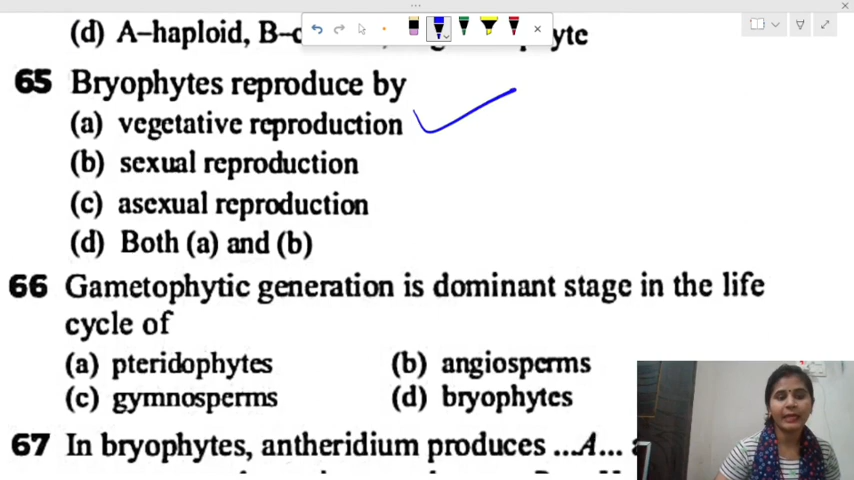 (d) A–haploid,
65 Bryophytes reproduce by
(a) vegetative reproduction
(b) sexual reproduction
(c) asexual reproduction
(d) Both (a) and (b)
66 Gametophytic generation is dominant stage in the life
cycle of
(a) pteridophytes (b) angiosperms
(c) gymnosperms (d) bryophytes
67 In bryophytes, antheridium produces ...A...